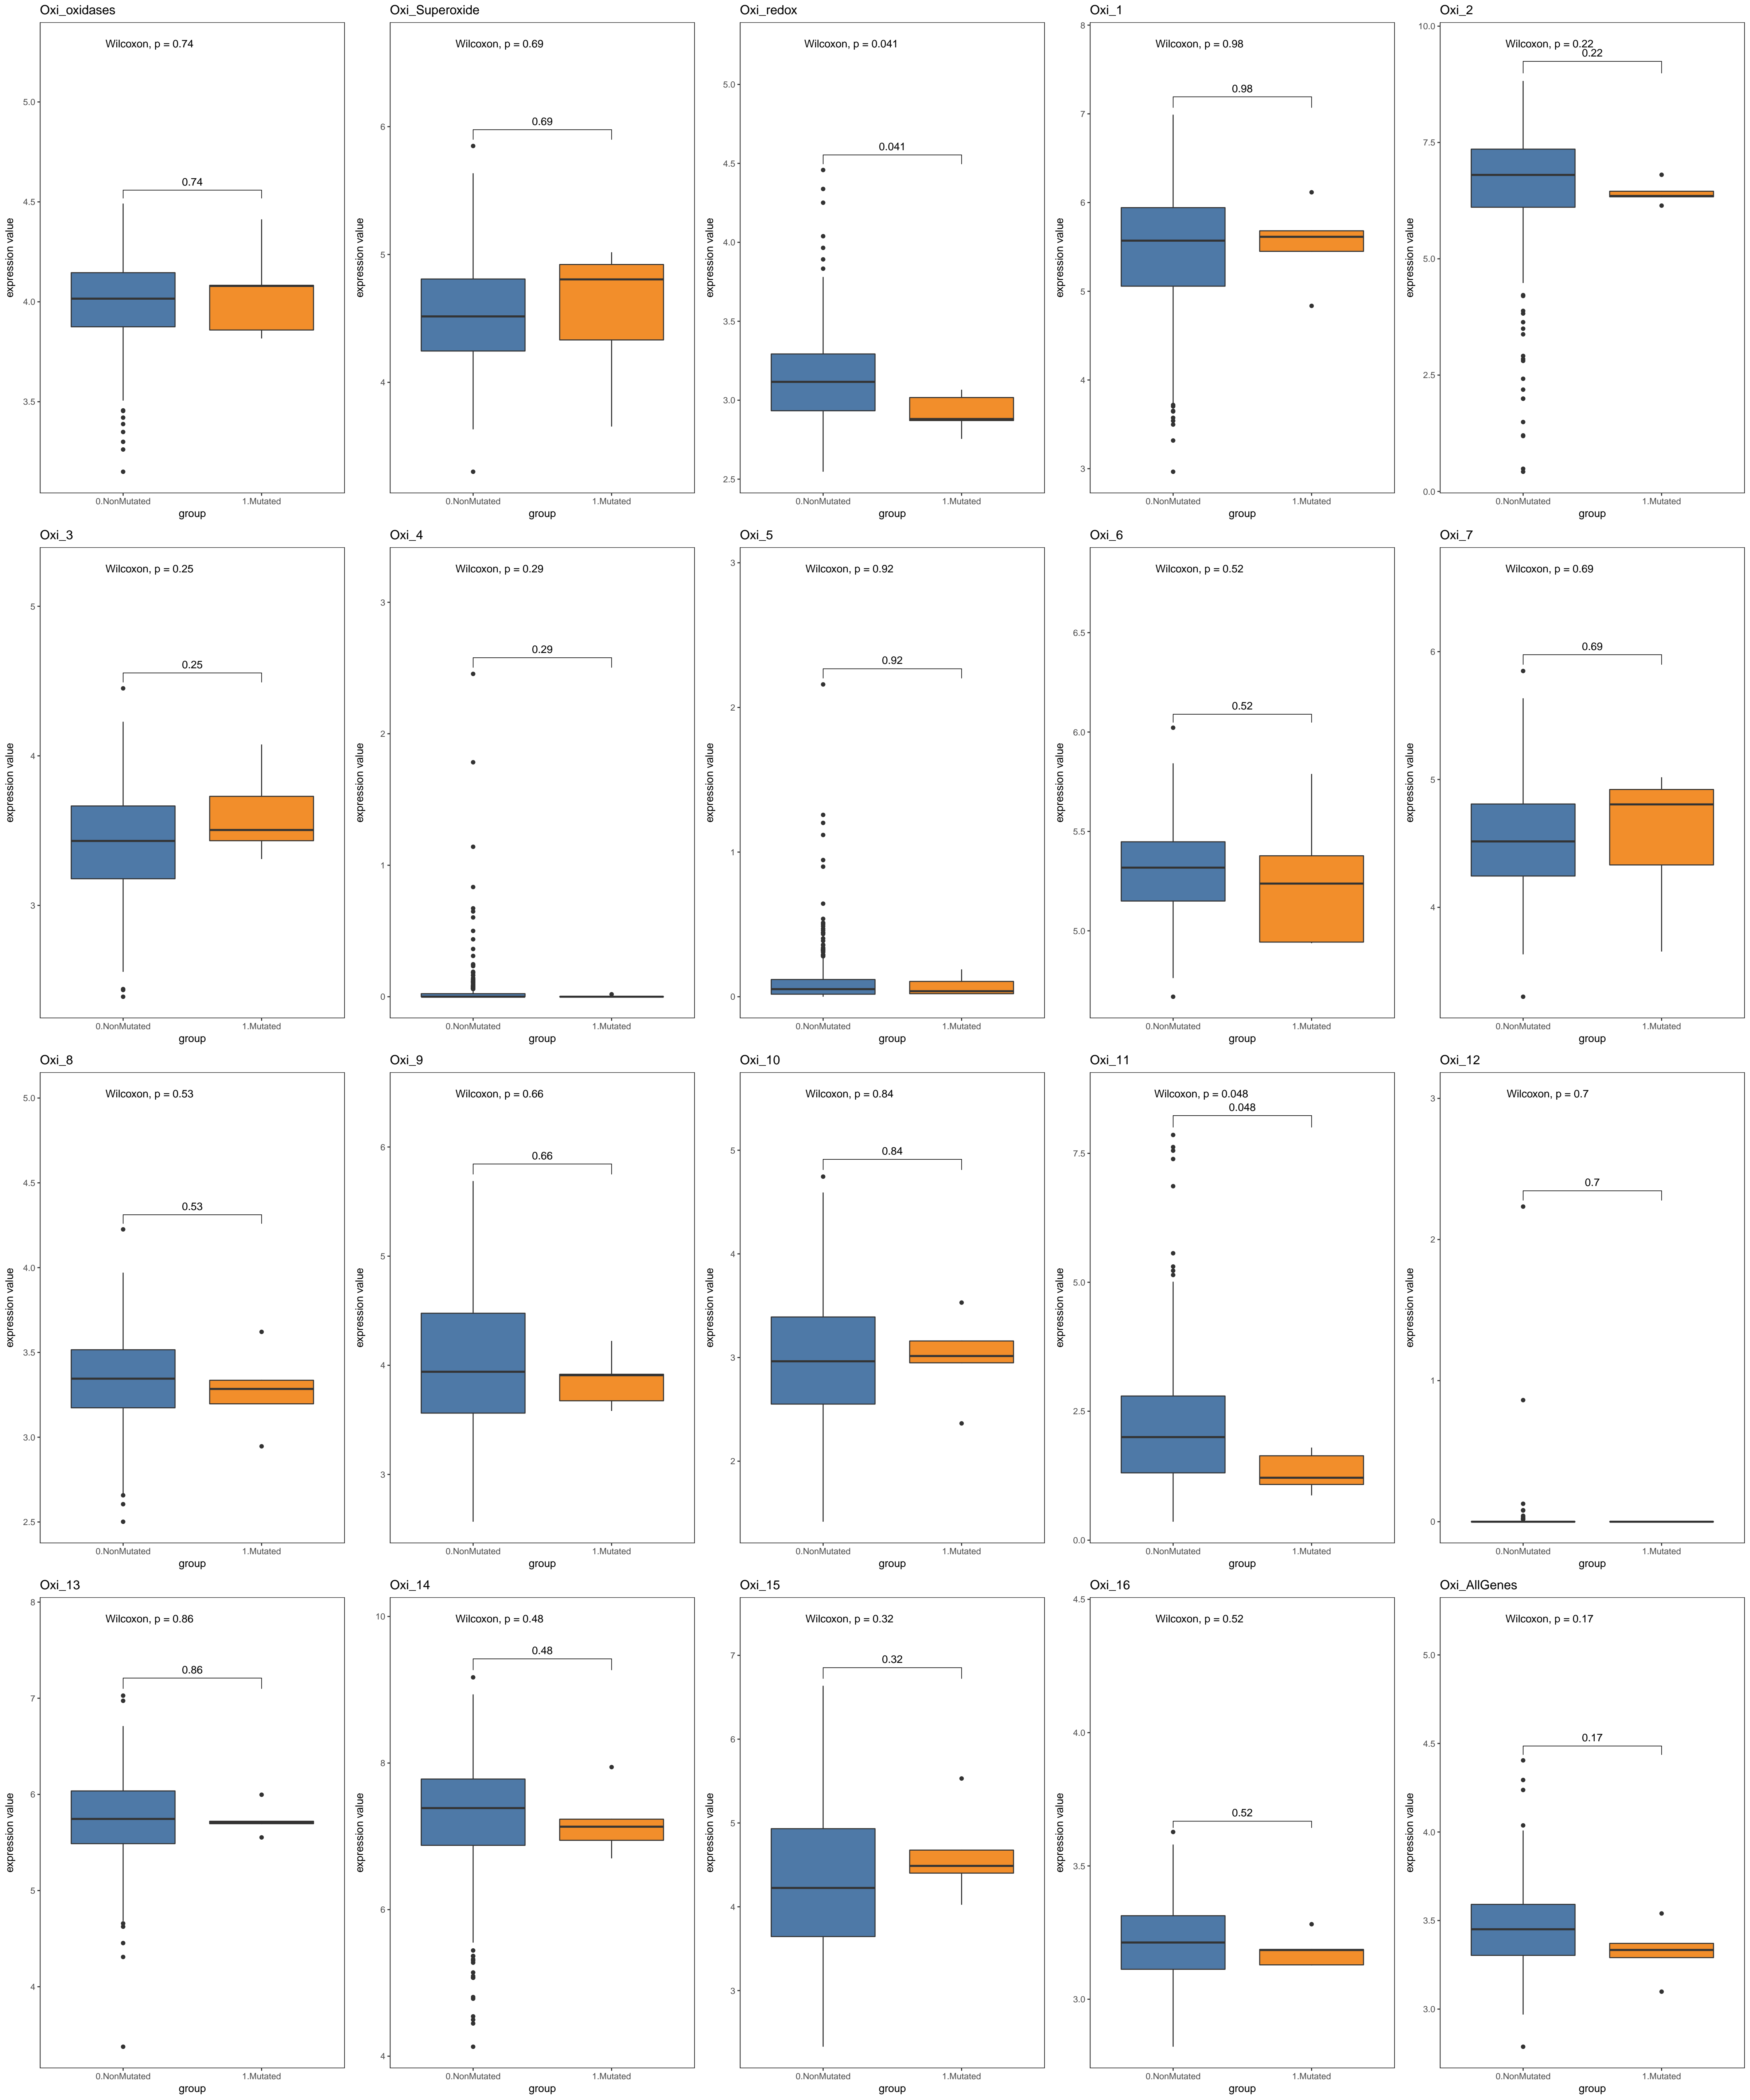 Oxi_oxidases
Wilcoxon, p = 0.74
0.74
5.0
4.5
4.0
3.5
expression value
0.NonMutated
1.Mutated
group
Oxi_Superoxide
Wilcoxon, p = 0.69
0.69
6
5
4
expression value
0.NonMutated
1.Mutated
group
Oxi_redox
Wilcoxon, p = 0.041
0.041
5.0
4.5
4.0
3.5
3.0
2.5
expression value
0.NonMutated
1.Mutated
group
Oxi_1
Wilcoxon, p = 0.98
0.98
8
7
6
5
4
3
expression value
0.NonMutated
1.Mutated
group
Oxi_2
Wilcoxon, p = 0.22
0.22
10.0
7.5
5.0
2.5
0.0
expression value
0.NonMutated
1.Mutated
group
Oxi_3
Wilcoxon, p = 0.25
0.25
5
4
3
expression value
0.NonMutated
1.Mutated
group
Oxi_4
Wilcoxon, p = 0.29
0.29
3
2
1
0
expression value
0.NonMutated
1.Mutated
group
Oxi_5
Wilcoxon, p = 0.92
0.92
3
2
1
0
expression value
0.NonMutated
1.Mutated
group
Oxi_6
Wilcoxon, p = 0.52
0.52
6.5
6.0
5.5
5.0
expression value
0.NonMutated
1.Mutated
group
Oxi_7
Wilcoxon, p = 0.69
0.69
6
5
4
expression value
0.NonMutated
1.Mutated
group
Oxi_8
Wilcoxon, p = 0.53
0.53
5.0
4.5
4.0
3.5
3.0
2.5
expression value
0.NonMutated
1.Mutated
group
Oxi_9
Wilcoxon, p = 0.66
0.66
6
5
4
3
expression value
0.NonMutated
1.Mutated
group
Oxi_10
Wilcoxon, p = 0.84
0.84
5
4
3
2
expression value
0.NonMutated
1.Mutated
group
Oxi_11
Wilcoxon, p = 0.048
0.048
7.5
5.0
2.5
0.0
expression value
0.NonMutated
1.Mutated
group
Oxi_12
Wilcoxon, p = 0.7
0.7
3
2
1
0
expression value
0.NonMutated
1.Mutated
group
Oxi_13
Wilcoxon, p = 0.86
0.86
8
7
6
5
4
expression value
0.NonMutated
1.Mutated
group
Oxi_14
Wilcoxon, p = 0.48
0.48
10
8
6
4
expression value
0.NonMutated
1.Mutated
group
Oxi_15
Wilcoxon, p = 0.32
0.32
7
6
5
4
3
expression value
0.NonMutated
1.Mutated
group
Oxi_16
Wilcoxon, p = 0.52
0.52
4.5
4.0
3.5
3.0
expression value
0.NonMutated
1.Mutated
group
Oxi_AllGenes
Wilcoxon, p = 0.17
0.17
5.0
4.5
4.0
3.5
3.0
expression value
0.NonMutated
1.Mutated
group